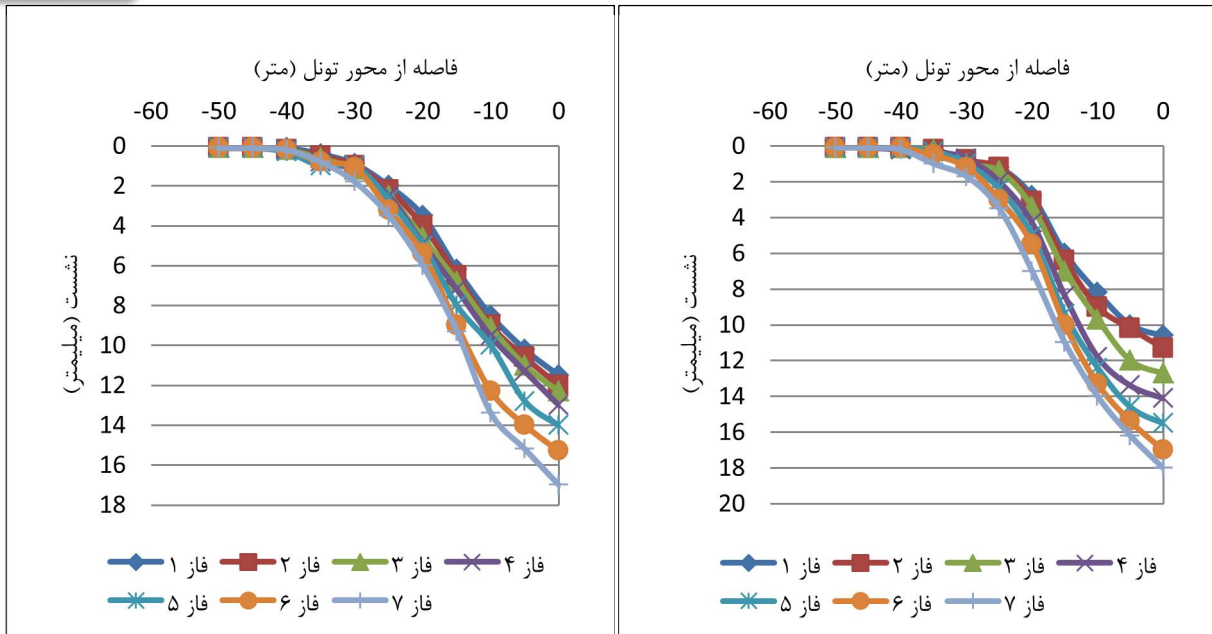 فاصله از محور تونل (متر)
-60 -50 -40 -30 -20 -10 0
0
2
4
6
8
10
12
14
16
18
نشست (میلیمتر)
فاز ۱ فاز ۲ فاز ۳ فاز ۴
فاز ۵ فاز ۶ فاز ۷
فاصله از محور تونل (متر)
-60 -50 -40 -30 -20 -10 0
0
2
4
6
8
10
12
14
16
18
20
نشست (میلیمتر)
فاز ۱ فاز ۲ فاز ۳ فاز ۴
فاز ۵ فاز ۶ فاز ۷